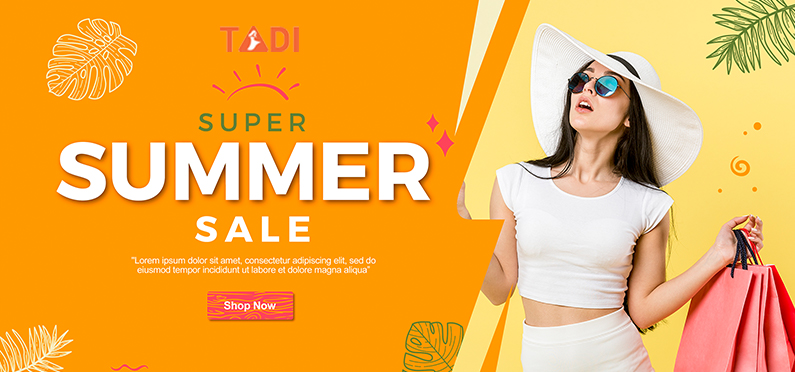 TADI
SUPER
SUMMER
SALE
"Lorem ipsum dolor sit amet, consectetur adipiscing elit, sed do
eiusmod tempor incididunt ut labore et dolore magna aliqua"
Shop Now